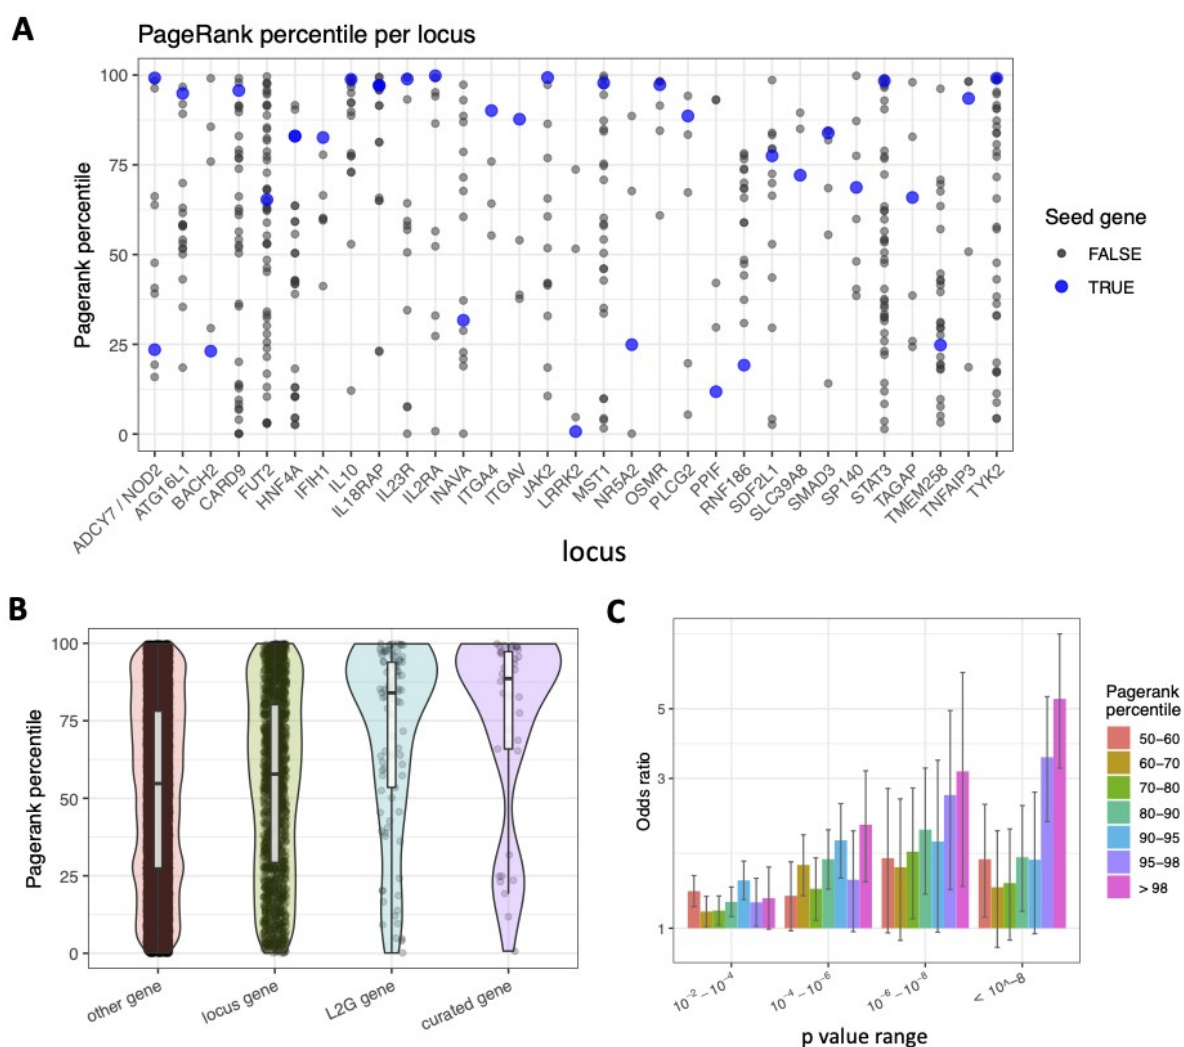 A
PageRank percentile per locus
Pagerank percentile
100
75
50
25
0
ADCY7 / NOD2
ATG16L1
BACH2
CARD9
FUT2
HNF4A
IFIH1
IL10
IL18RAP
IL23R
IL2RA
INAVA
ITGA4
ITGAV
JAK2
LRRK2
MST1
NR5A2
OSMR
PLCG2
PPIF
RNF186
SDF2L1
SLC39A8
SMAD3
SP140
STAT3
TAGAP
TMEM258
TNFAIP3
TYK2
locus
Seed gene
FALSE
TRUE
B
Pagerank percentile
100
75
50
25
0
other gene
locus gene
L2G gene
curated gene
C
Odds ratio
5
3
1
10⁻²–10⁻⁴
10⁻⁴–10⁻⁶
10⁻⁶–10⁻⁸
< 10^–8
p value range
Pagerank
percentile
50–60
60–70
70–80
80–90
90–95
95–98
> 98